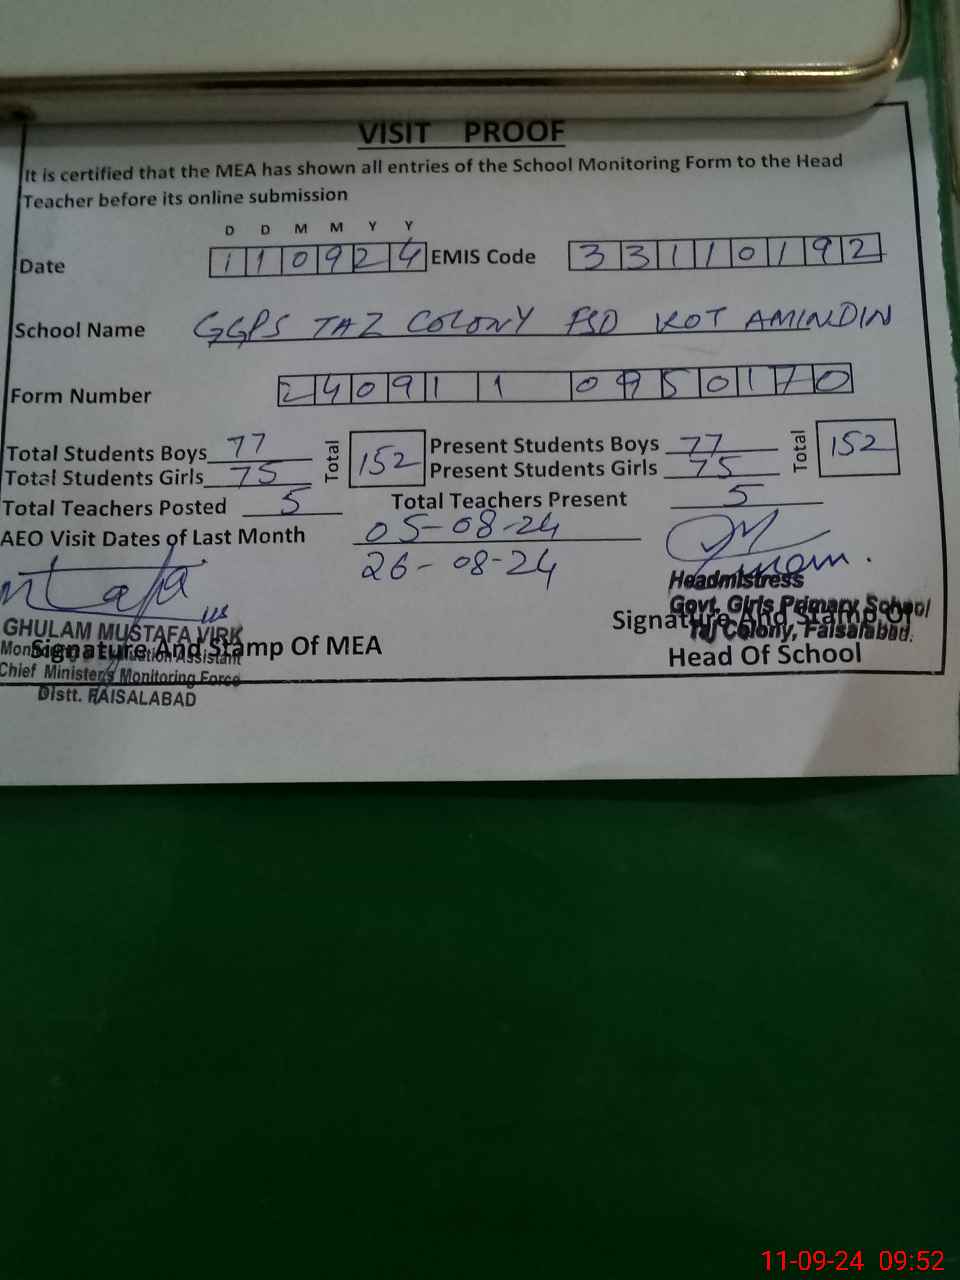 VISIT PROOF
It is certified that the MEA has shown all entries of the School Monitoring Form to the Head
Teacher before its online submission
D D M M Y Y
Date 110924 EMIS Code 33110192
School Name GGPS TAZ COLONY FSD KOT AMINDIN
Form Number 240911 0950170
Total Students Boys 77 Total 152 Present Students Boys 77 Total 152
Total Students Girls 75 Present Students Girls 75
Total Teachers Posted 5 Total Teachers Present 5
AEO Visit Dates of Last Month 05-08-24
26-08-24
Headmistress
Govt. Girls Primary School
Taj Colony, Faisalabad.
Signature And Stamp Of
Head Of School
GHULAM MUSTAFA VIRK
Signature And Stamp Of MEA
Monitoring & Evaluation Assistant
Chief Minister's Monitoring Force
Distt. FAISALABAD
11-09-24 09:52